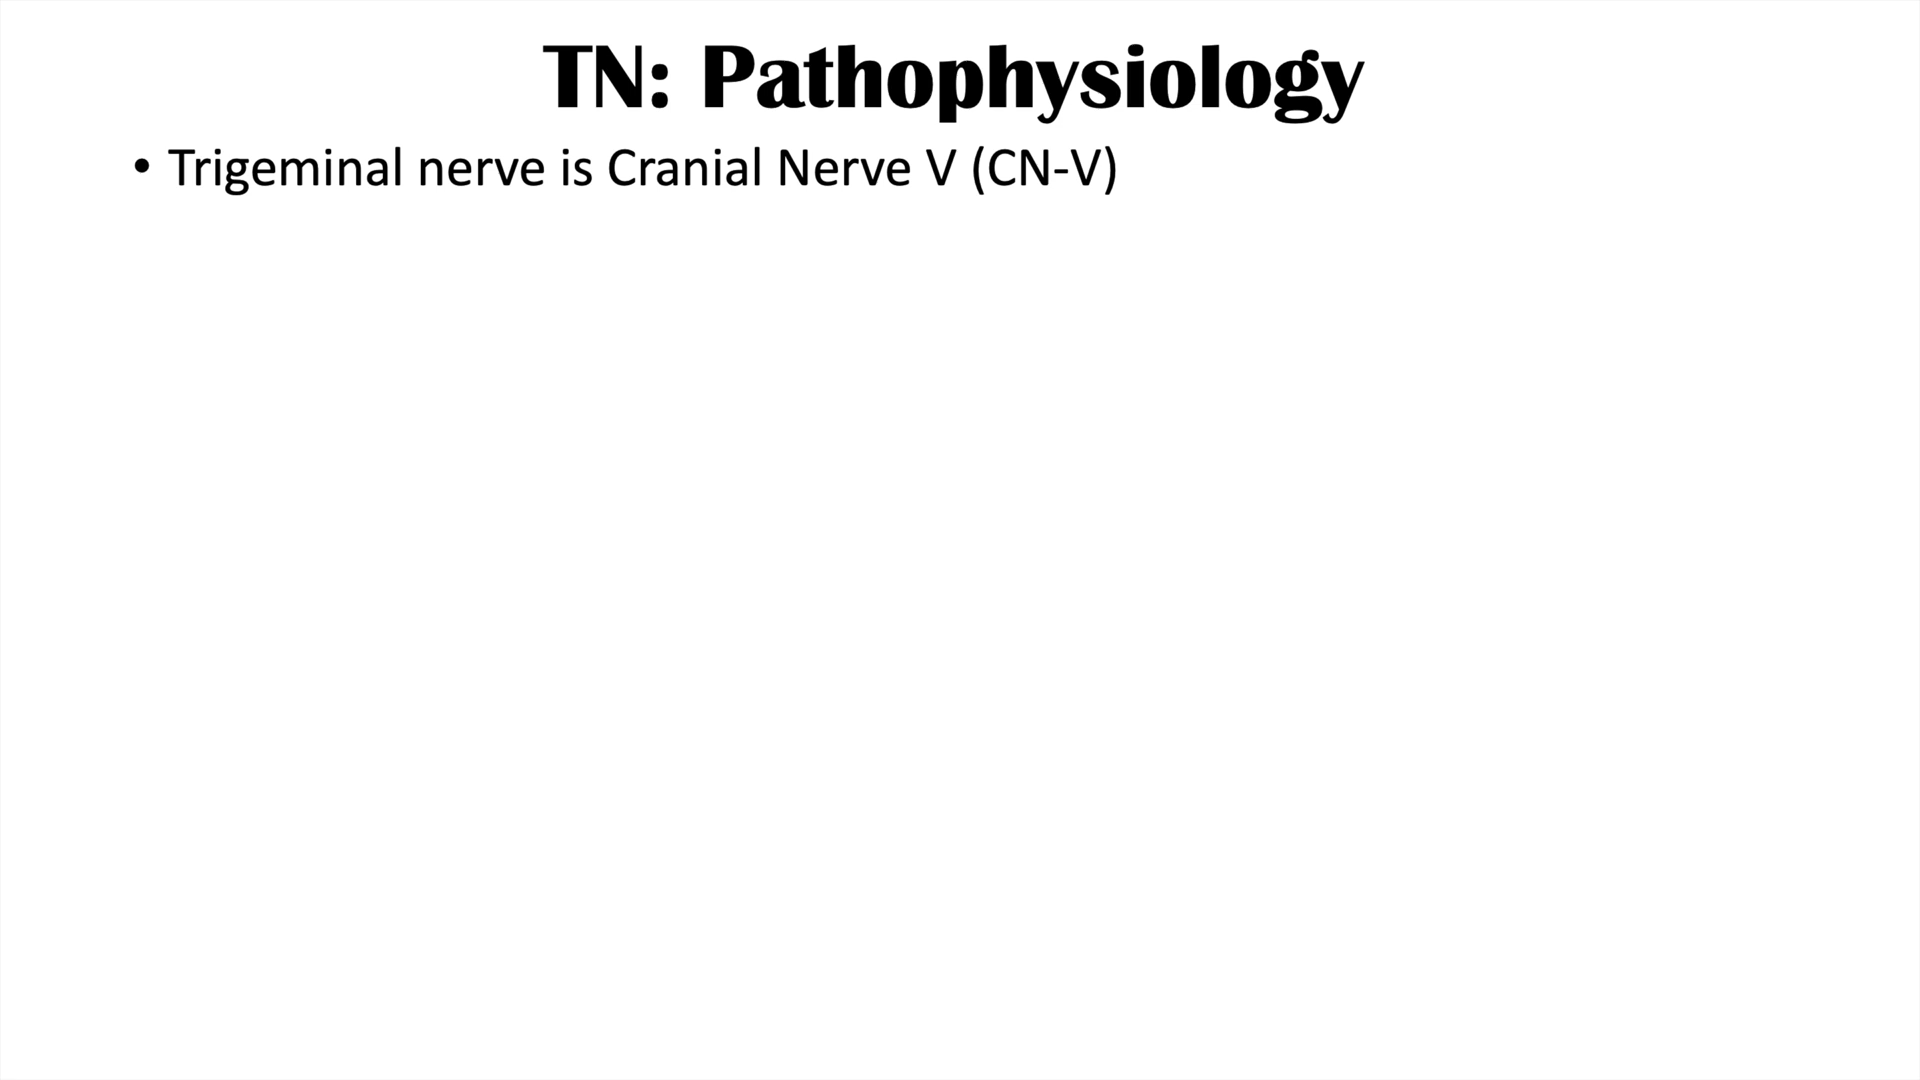 TN: Pathophysiology
• Trigeminal nerve is Cranial Nerve V (CN-V)